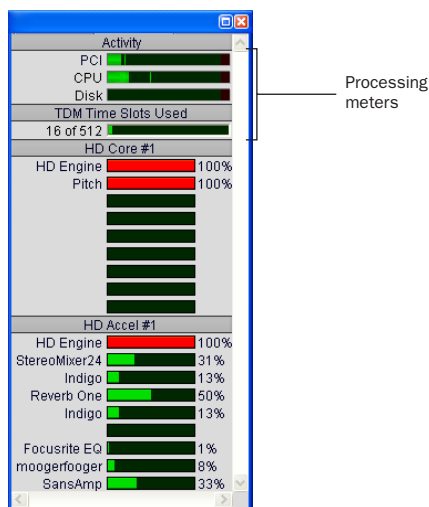 Activity
PCI
CPU
Disk
TDM Time Slots Used
16 of 512
HD Core #1
HD Engine 100%
Pitch 100%
HD Accel #1
HD Engine 100%
StereoMixer24 31%
Indigo 13%
Reverb One 50%
Indigo 13%
Focusrite EQ 1%
moogerfooger 8%
SansAmp 33%
Processing
meters